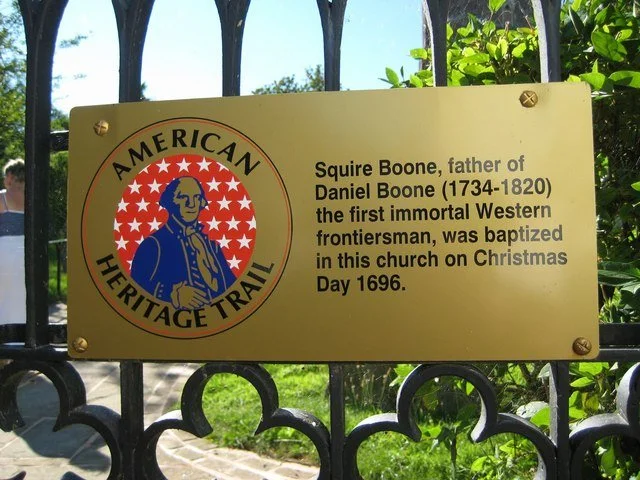 AMERICAN
HERITAGE TRAIL
Squire Boone, father of
Daniel Boone (1734-1820)
the first immortal Western
frontiersman, was baptized
in this church on Christmas
Day 1696.